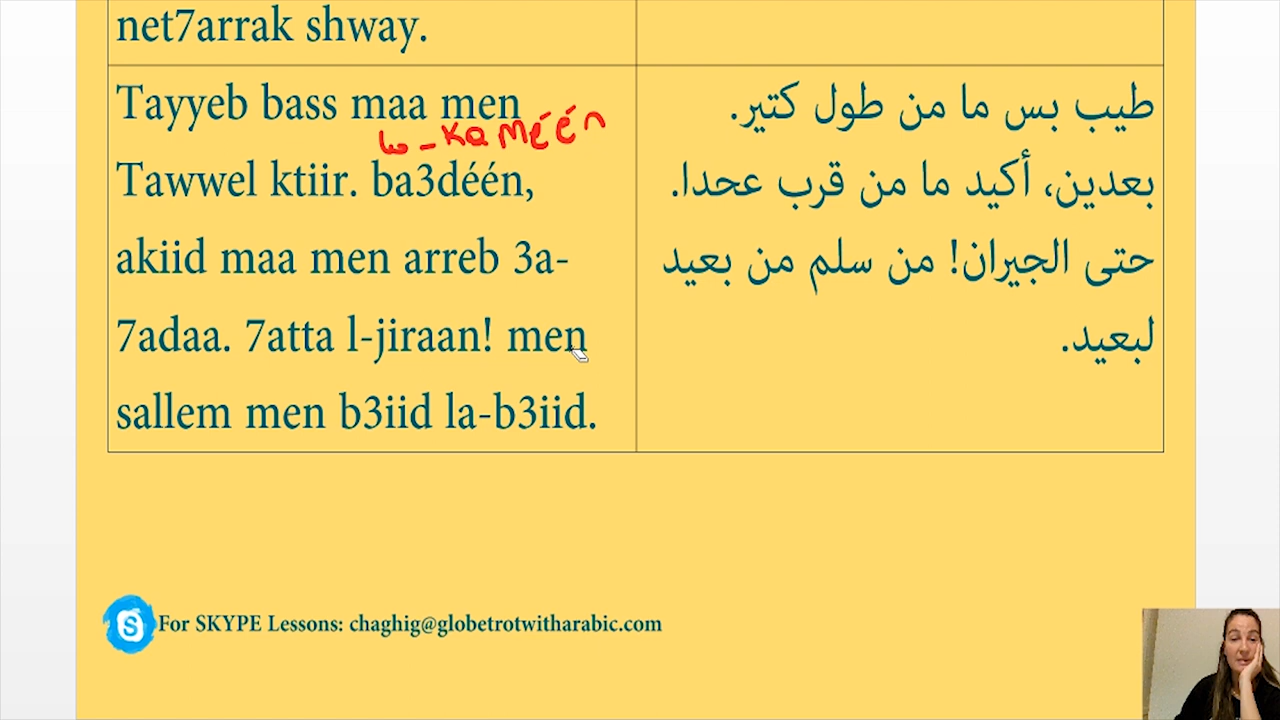 net7arrak shway.
Tayyeb bass maa men
w-kaméén
Tawwel ktiir. ba3déén,
akiid maa men arreb 3a-
7adaa. 7atta l-jiraan! men
sallem men b3iid la-b3iid.
طيب بس ما من طول كتير.
بعدين، أكيد ما من قرب عحدا.
حتى الجيران! من سلم من بعيد
لبعيد.
For SKYPE Lessons: chaghig@globetrotwitharabic.com